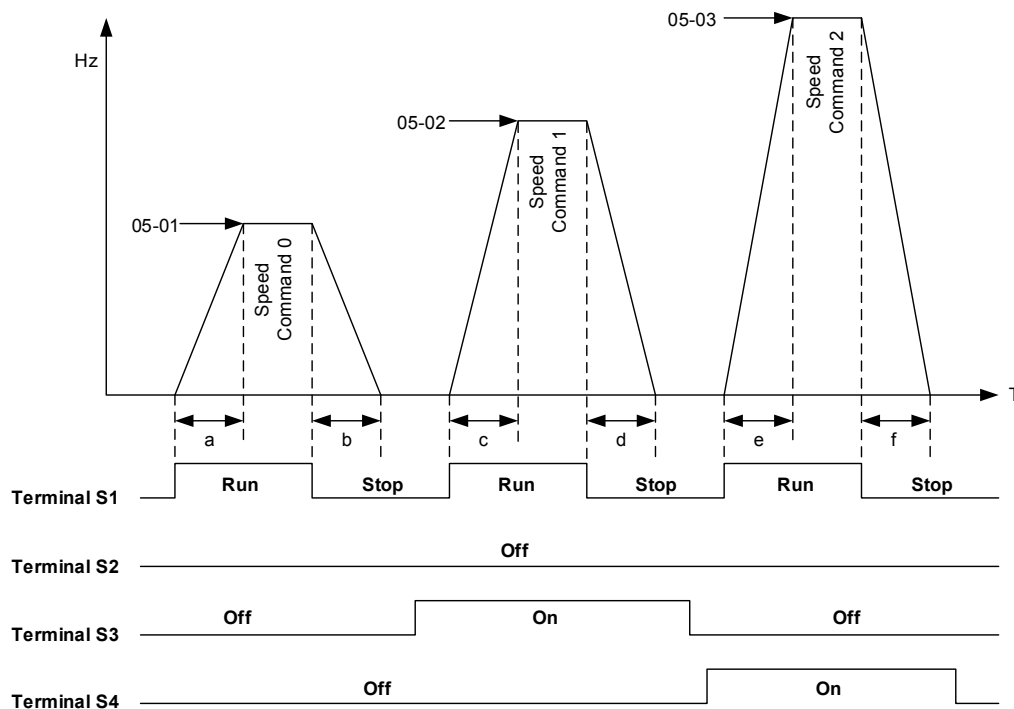 05-03
Hz
Speed
Command 2
05-02
Speed
Command 1
05-01
Speed
Command 0
T
a
b
c
d
e
f
Terminal S1
Run
Stop
Run
Stop
Run
Stop
Terminal S2
Off
Terminal S3
Off
On
Off
Terminal S4
Off
On